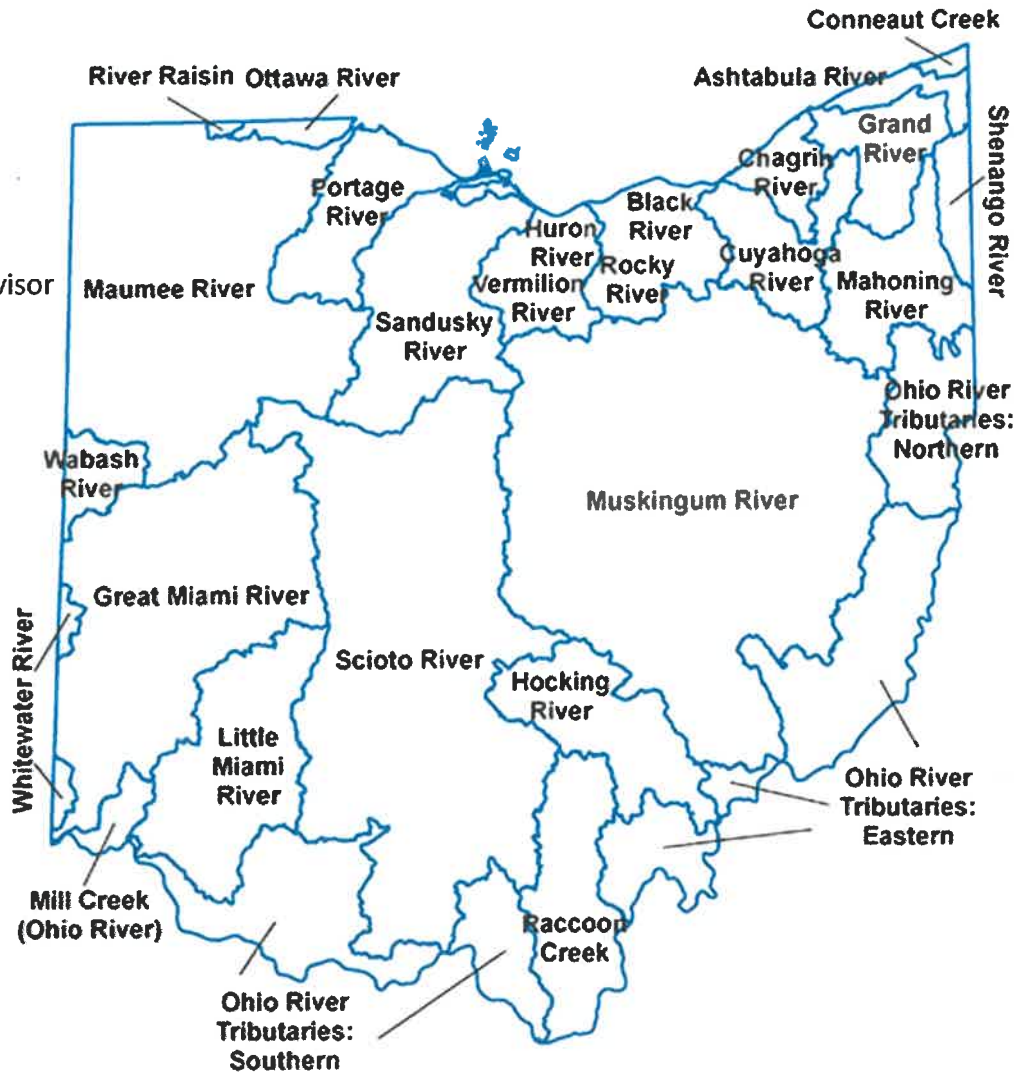 Conneaut Creek
River Raisin
Ottawa River
Ashtabula River
Grand
River
Shenango River
Chagrin
River
Portage
River
Black
River
Huron
River
Cuyahoga
River
Rocky
River
Vermilion
River
Mahoning
River
visor
Maumee River
Sandusky
River
Ohio River
Tributaries:
Northern
Wabash
River
Muskingum River
Great Miami River
Whitewater River
Scioto River
Hocking
River
Little
Miami
River
Ohio River
Tributaries:
Eastern
Mill Creek
(Ohio River)
Raccoon
Creek
Ohio River
Tributaries:
Southern